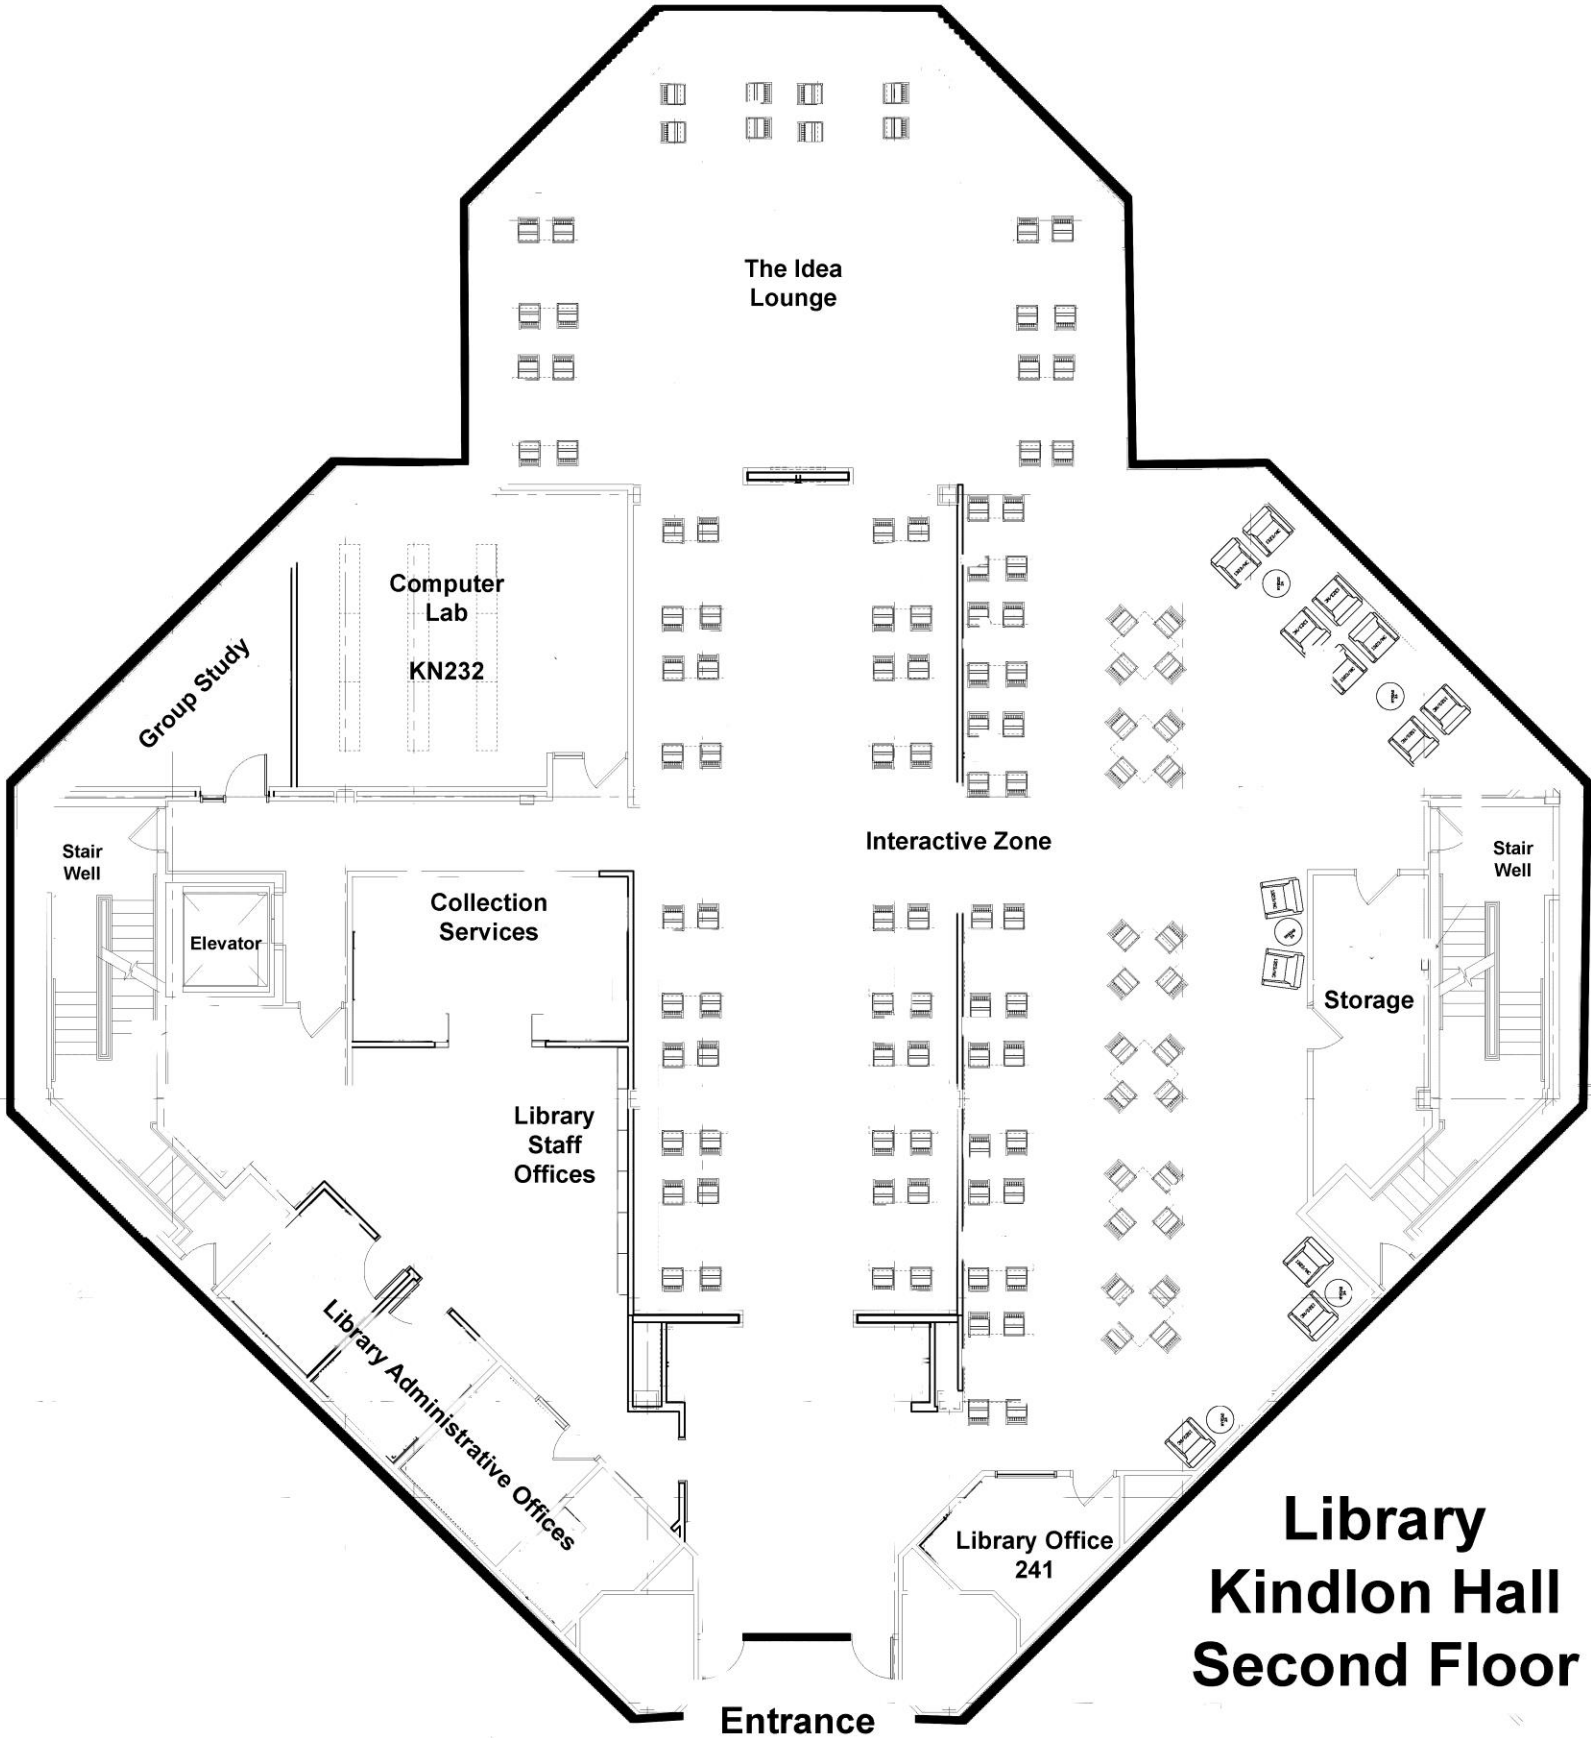 The Idea
Lounge
Computer
Lab
KN232
Group Study
Interactive Zone
Stair
Well
Stair
Well
Collection
Services
Elevator
Storage
Library
Staff
Offices
Library Administrative Offices
Library Office
241
Library
Kindlon Hall
Second Floor
Entrance